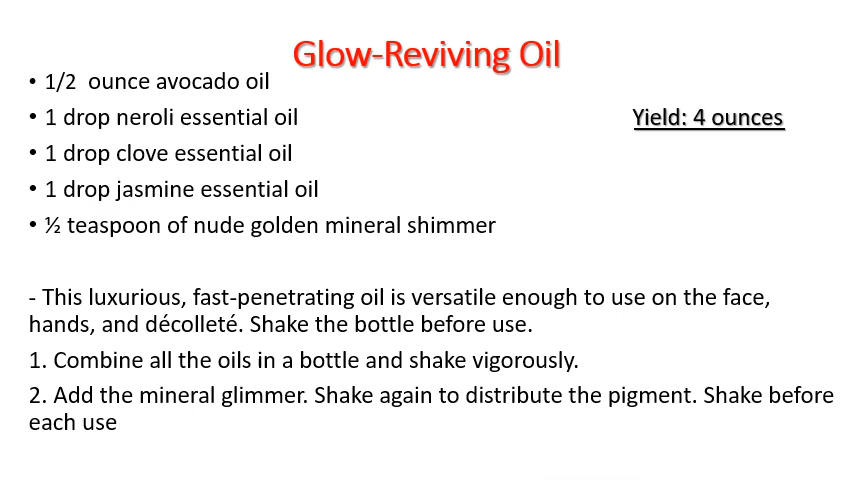 Glow-Reviving Oil
• 1/2  ounce avocado oil
• 1 drop neroli essential oil
Yield: 4 ounces
• 1 drop clove essential oil
• 1 drop jasmine essential oil
• ½ teaspoon of nude golden mineral shimmer
- This luxurious, fast-penetrating oil is versatile enough to use on the face,
hands, and décolleté. Shake the bottle before use.
1. Combine all the oils in a bottle and shake vigorously.
2. Add the mineral glimmer. Shake again to distribute the pigment. Shake before
each use